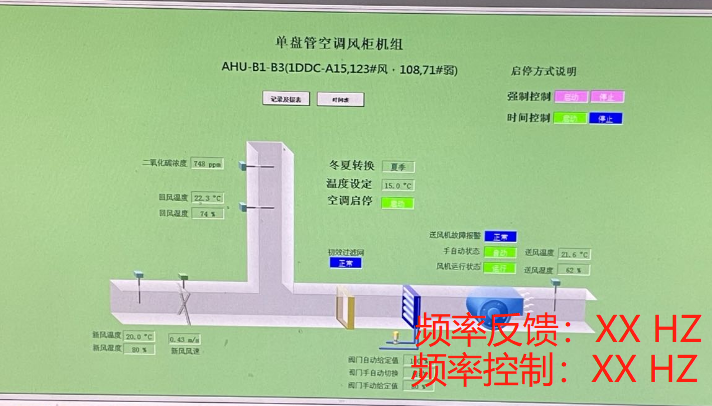 单盘管空调风柜机组
AHU-B1-B3(1DDC-A15,123#风·108,71#弱)
启停方式说明
记录及报表
时间表
强制控制 启动 停止
时间控制 启动 停止
二氧化碳浓度 748 ppm
冬夏转换 夏季
回风温度 22.3 °C
温度设定 15.0 °C
回风湿度 74 %
空调启停 启动
送风机故障报警 正常
初效过滤网
正常
手自动状态 自动
送风温度 21.6 °C
风机运行状态 运行
送风湿度 62 %
新风温度 20.0 °C
0.43 m/s
新风湿度 80 %
新风风速
频率反馈：XX HZ
阀门自动给定值
阀门手自动切换
频率控制：XX HZ
阀门手动给定值